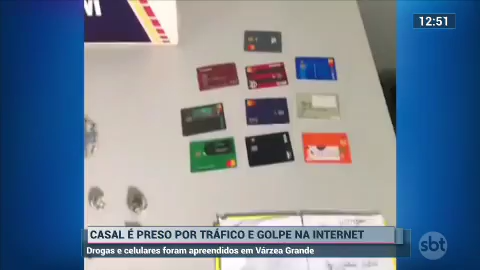 12:51
CASAL É PRESO POR TRÁFICO E GOLPE NA INTERNET
Drogas e celulares foram apreendidos em Várzea Grande
sbt